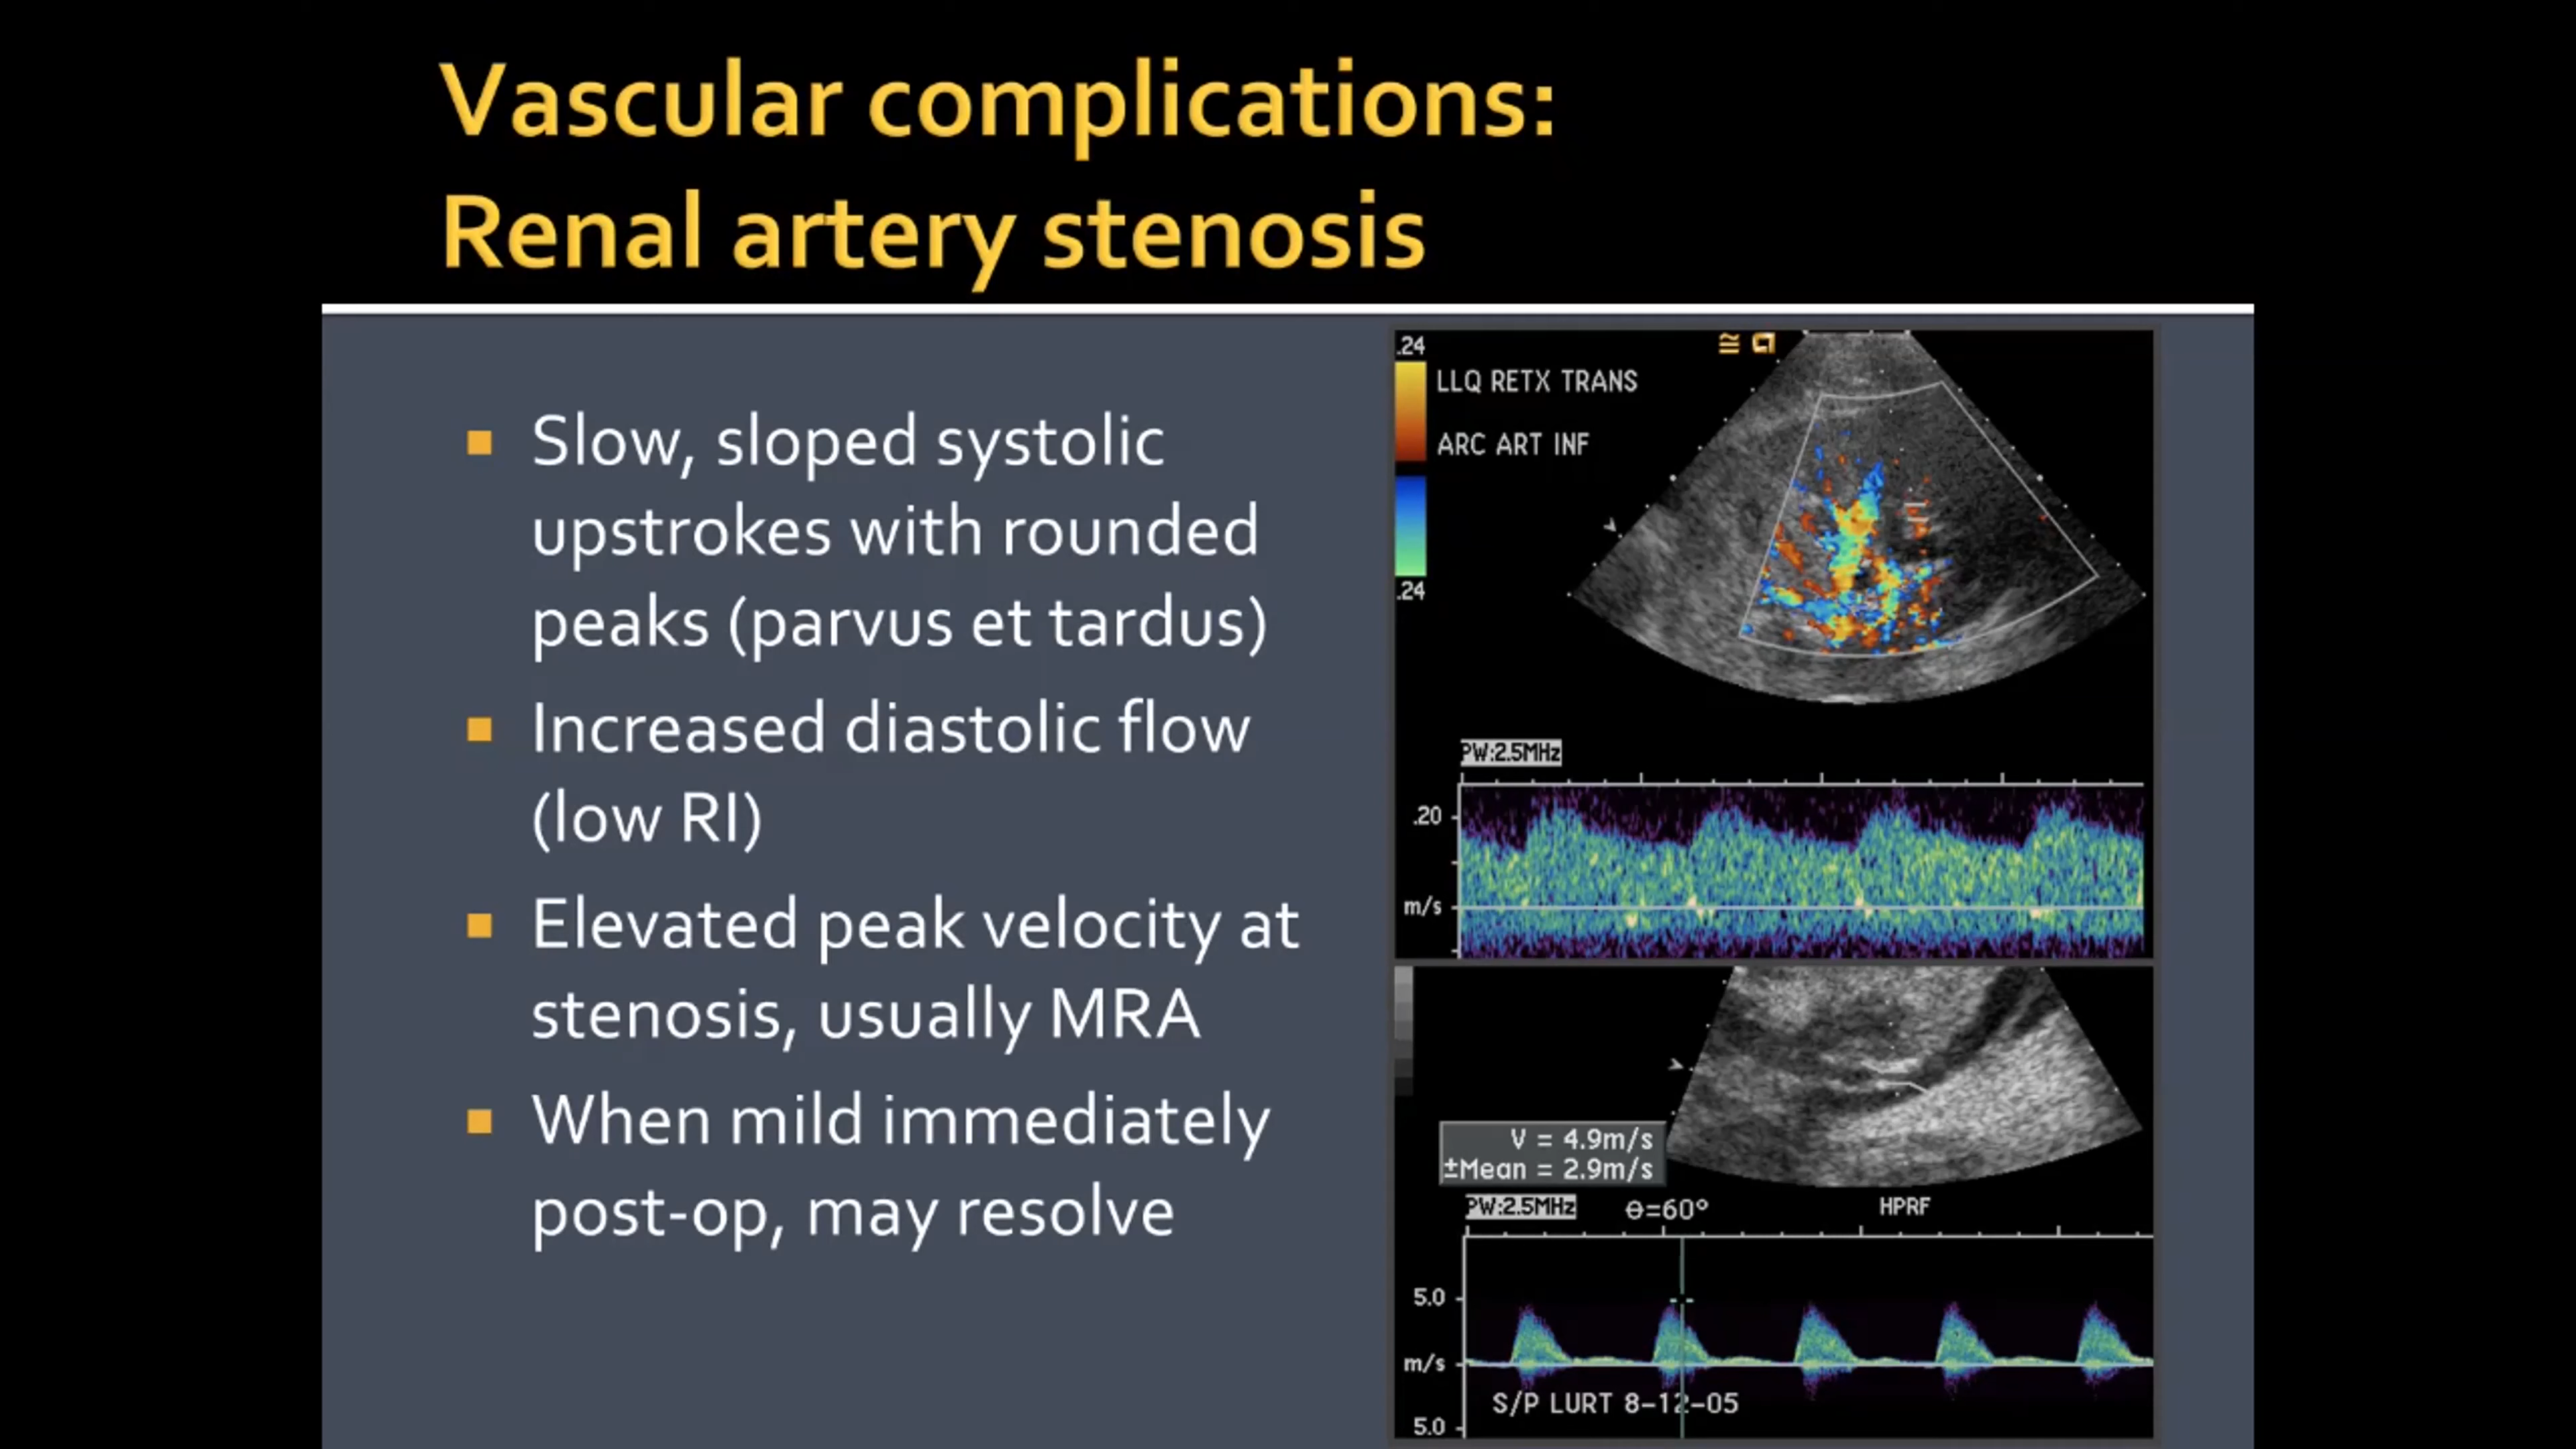 Vascular complications:
Renal artery stenosis
Slow, sloped systolic
upstrokes with rounded
peaks (parvus et tardus)
Increased diastolic flow
(low RI)
Elevated peak velocity at
stenosis, usually MRA
When mild immediately
post-op, may resolve
.24
LLQ RETX TRANS
ARC ART INF
.24
PW:2.5MHz
.20
m/s
V = 4.9m/s
±Mean = 2.9m/s
PW:2.5MHz θ=60° HPRF
5.0
m/s
S/P LURT 8-12-05
5.0